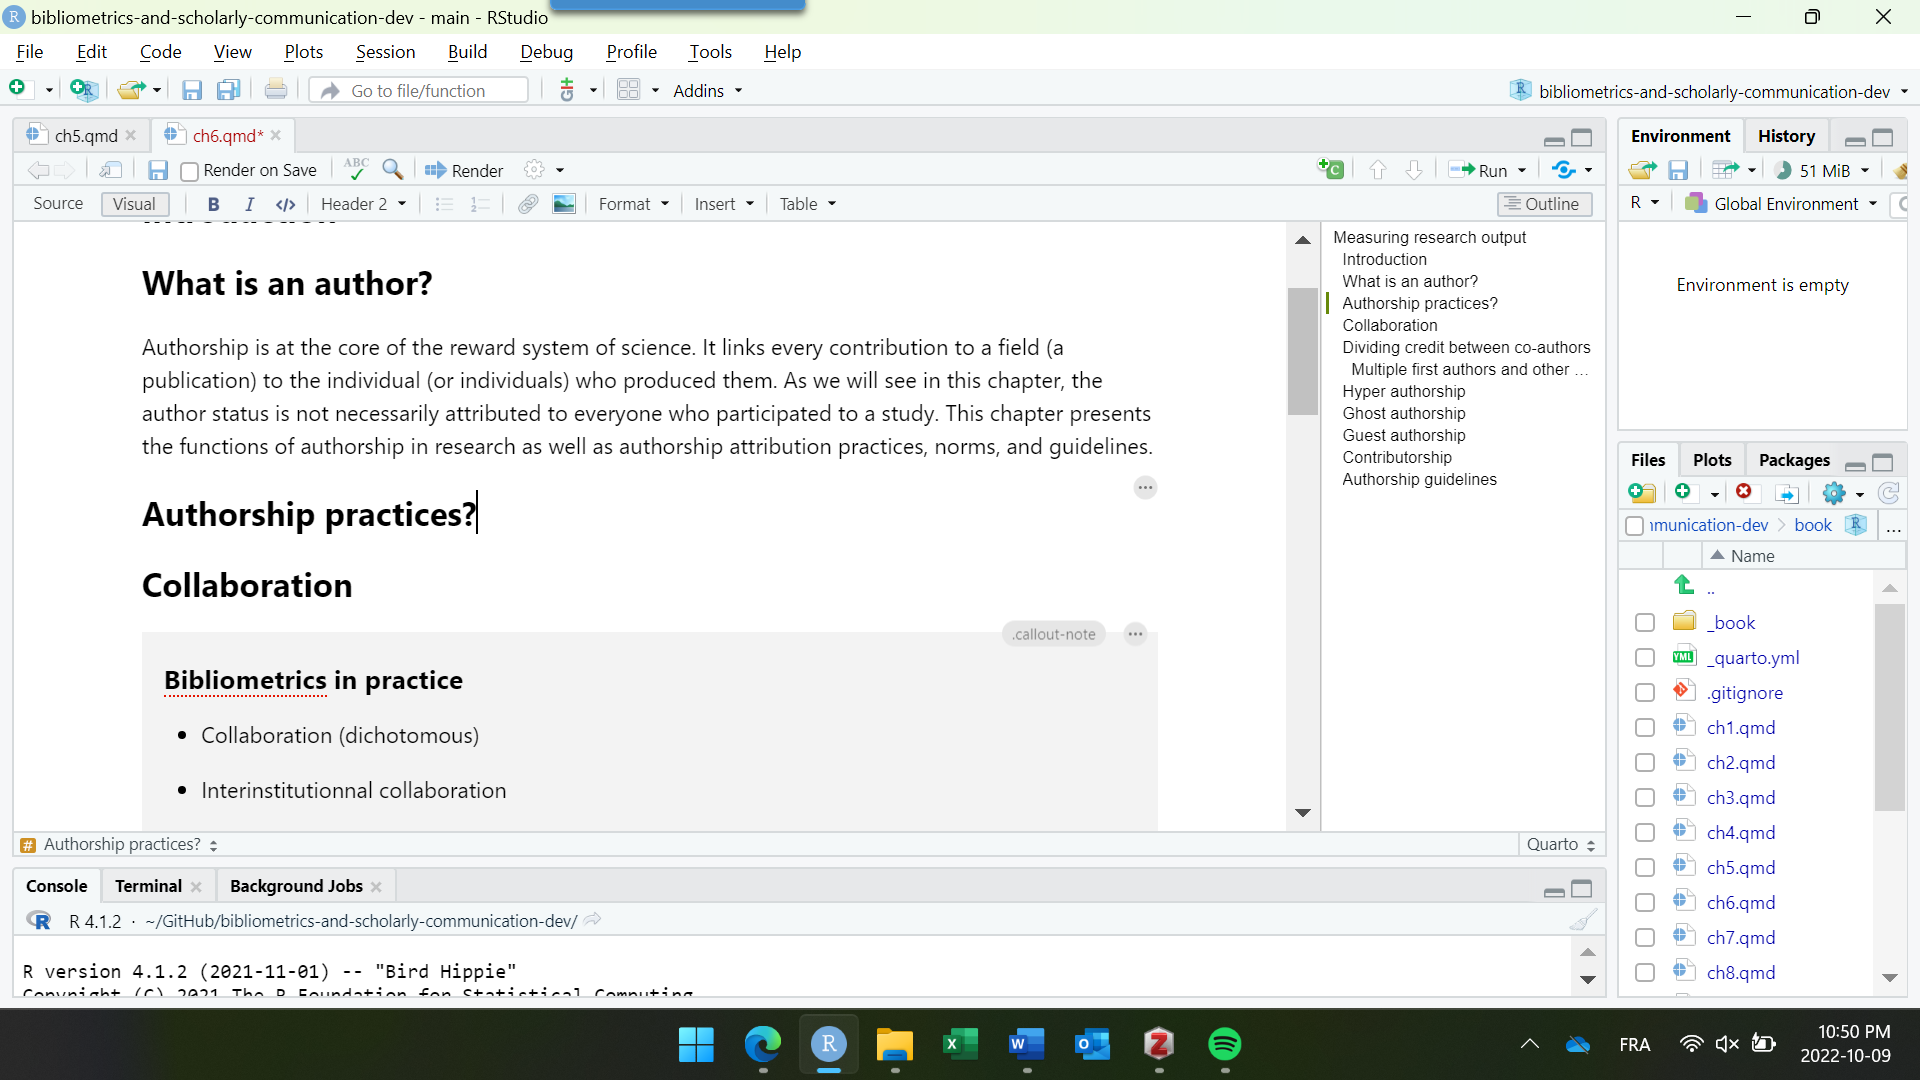 bibliometrics-and-scholarly-communication-dev - main - RStudio
File Edit Code View Plots Session Build Debug Profile Tools Help
Go to file/function
Addins
bibliometrics-and-scholarly-communication-dev
ch5.qmd
ch6.qmd*
Render on Save
ABC
Render
Run
Source
Visual
B I </>
Header 2
Format
Insert
Table
Outline
What is an author?
Authorship is at the core of the reward system of science. It links every contribution to a field (a
publication) to the individual (or individuals) who produced them. As we will see in this chapter, the
author status is not necessarily attributed to everyone who participated to a study. This chapter presents
the functions of authorship in research as well as authorship attribution practices, norms, and guidelines.
Authorship practices?
Collaboration
.callout-note
Bibliometrics in practice
• Collaboration (dichotomous)
• Interinstitutionnal collaboration
Measuring research output
Introduction
What is an author?
Authorship practices?
Collaboration
Dividing credit between co-authors
Multiple first authors and other ...
Hyper authorship
Ghost authorship
Guest authorship
Contributorship
Authorship guidelines
# Authorship practices?
Quarto
Console
Terminal
Background Jobs
R 4.1.2 · ~/GitHub/bibliometrics-and-scholarly-communication-dev/
R version 4.1.2 (2021-11-01) -- "Bird Hippie"
Copyright (C) 2021 The R Foundation for Statistical Computing
Environment
History
51 MiB
R
Global Environment
Environment is empty
Files
Plots
Packages
munication-dev > book
...
Name
..
_book
YML _quarto.yml
.gitignore
ch1.qmd
ch2.qmd
ch3.qmd
ch4.qmd
ch5.qmd
ch6.qmd
ch7.qmd
ch8.qmd
FRA
10:50 PM
2022-10-09